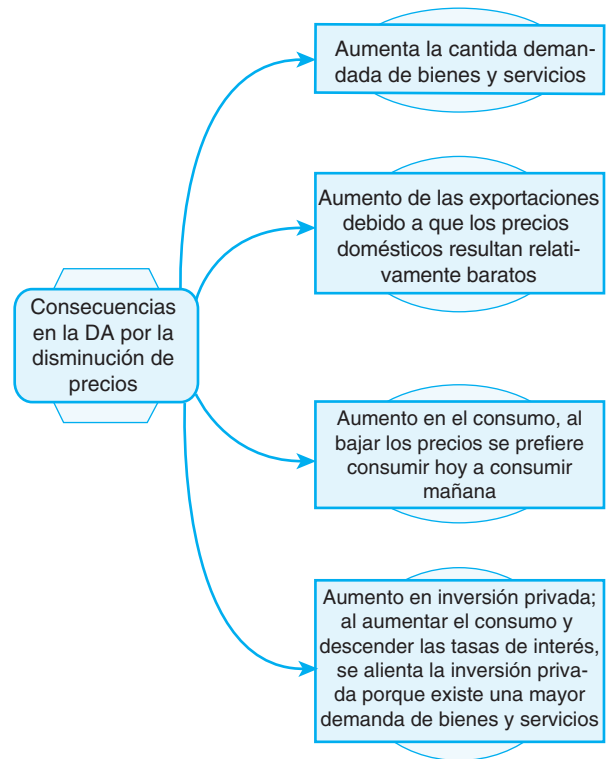 Aumenta la cantida deman-
dada de bienes y servicios
Aumento de las exportaciones
debido a que los precios
domésticos resultan relati-
vamente baratos
Consecuencias
en la DA por la
disminución de
precios
Aumento en el consumo, al
bajar los precios se prefiere
consumir hoy a consumir
mañana
Aumento en inversión privada;
al aumentar el consumo y
descender las tasas de interés,
se alienta la inversión priva-
da porque existe una mayor
demanda de bienes y servicios